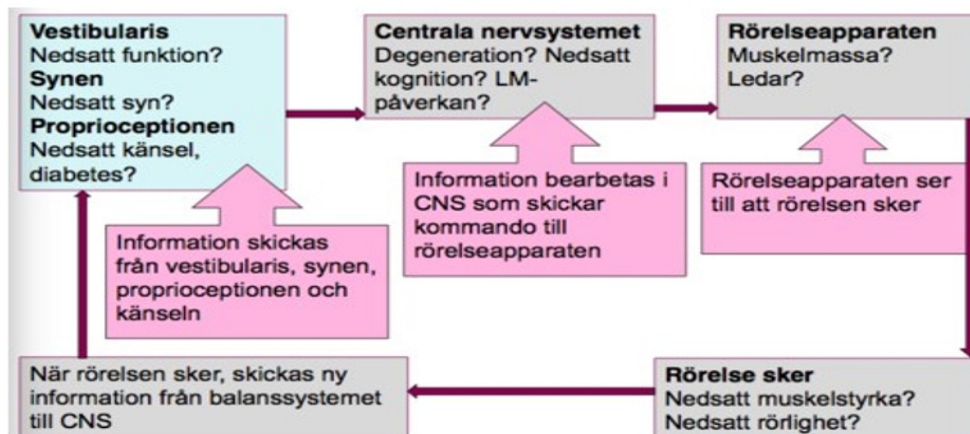 Vestibularis
Nedsatt funktion?
Synen
Nedsatt syn?
Proprioceptionen
Nedsatt känsel,
diabetes?
Centrala nervsystemet
Degeneration? Nedsatt
kognition? LM-
påverkan?
Rörelseapparaten
Muskelmassa?
Ledar?
Information skickas
från vestibularis, synen,
proprioceptionen och
känseln
Information bearbetas i
CNS som skickar
kommando till
rörelseapparaten
Rörelseapparaten ser
till att rörelsen sker
När rörelsen sker, skickas ny
information från balanssystemet
till CNS
Rörelse sker
Nedsatt muskelstyrka?
Nedsatt rörlighet?